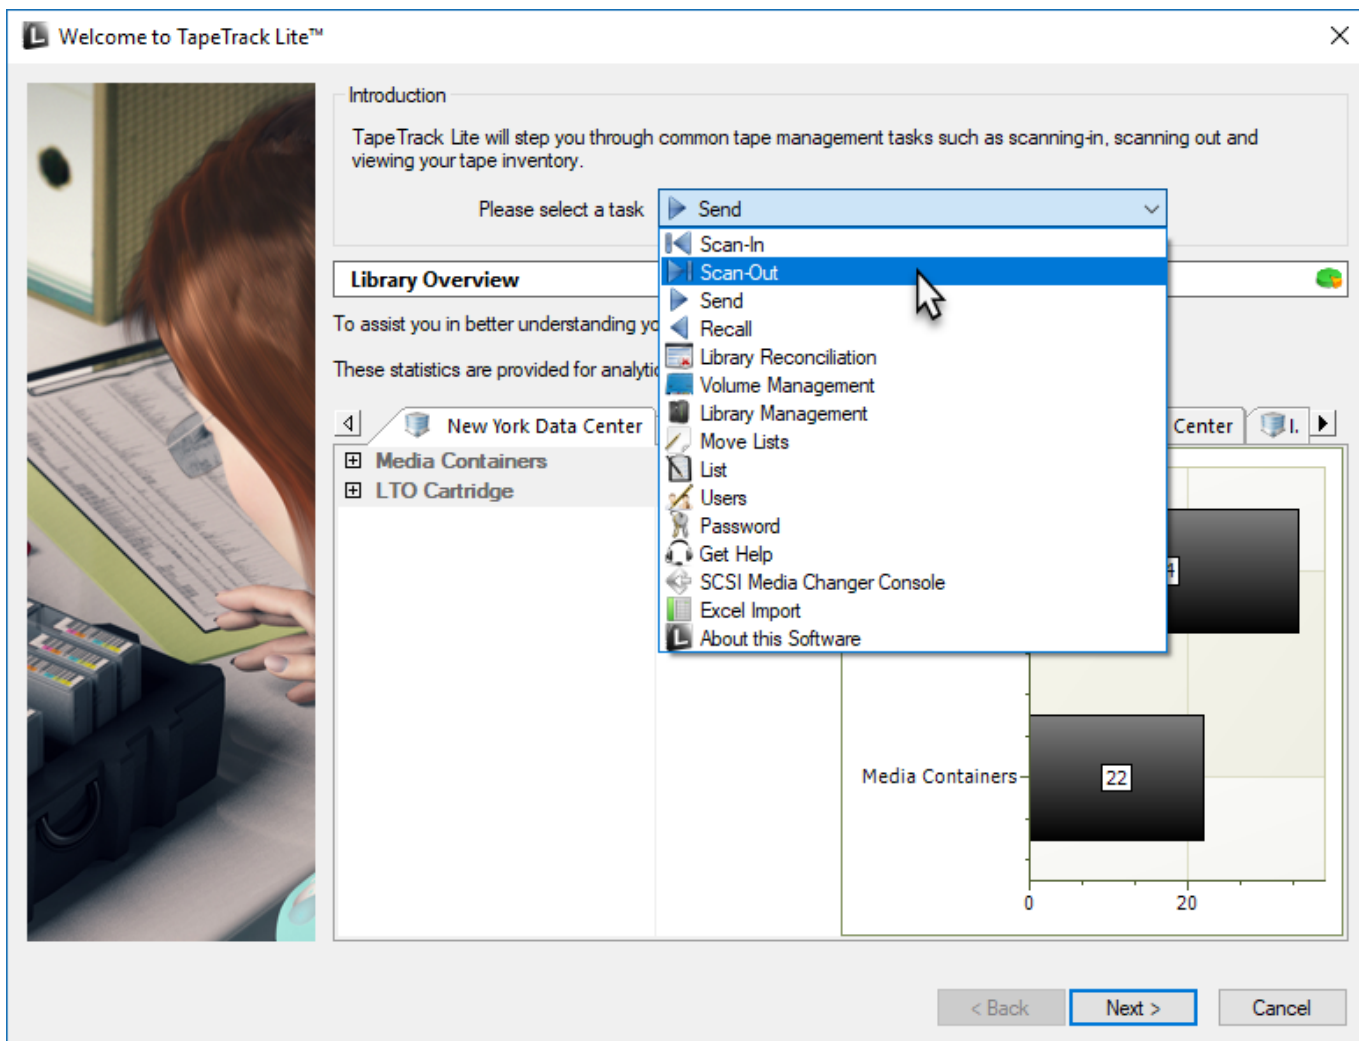 Welcome to TapeTrack Lite™
Introduction
TapeTrack Lite will step you through common tape management tasks such as scanning-in, scanning out and
viewing your tape inventory.
Please select a task
Send
Scan-In
Scan-Out
Send
Recall
Library Reconciliation
Volume Management
Library Management
Move Lists
List
Users
Password
Get Help
SCSI Media Changer Console
Excel Import
About this Software
Library Overview
To assist you in better understanding yo
These statistics are provided for analytic
New York Data Center
Center
I.
Media Containers
LTO Cartridge
4
Media Containers
22
0
20
< Back
Next >
Cancel